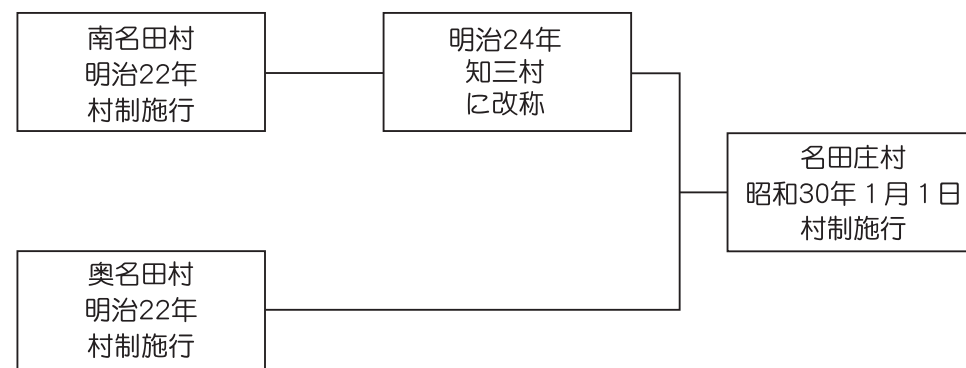 南名田村
明治22年
村制施行
明治24年
知三村
に改称
名田庄村
昭和30年1月1日
村制施行
奥名田村
明治22年
村制施行